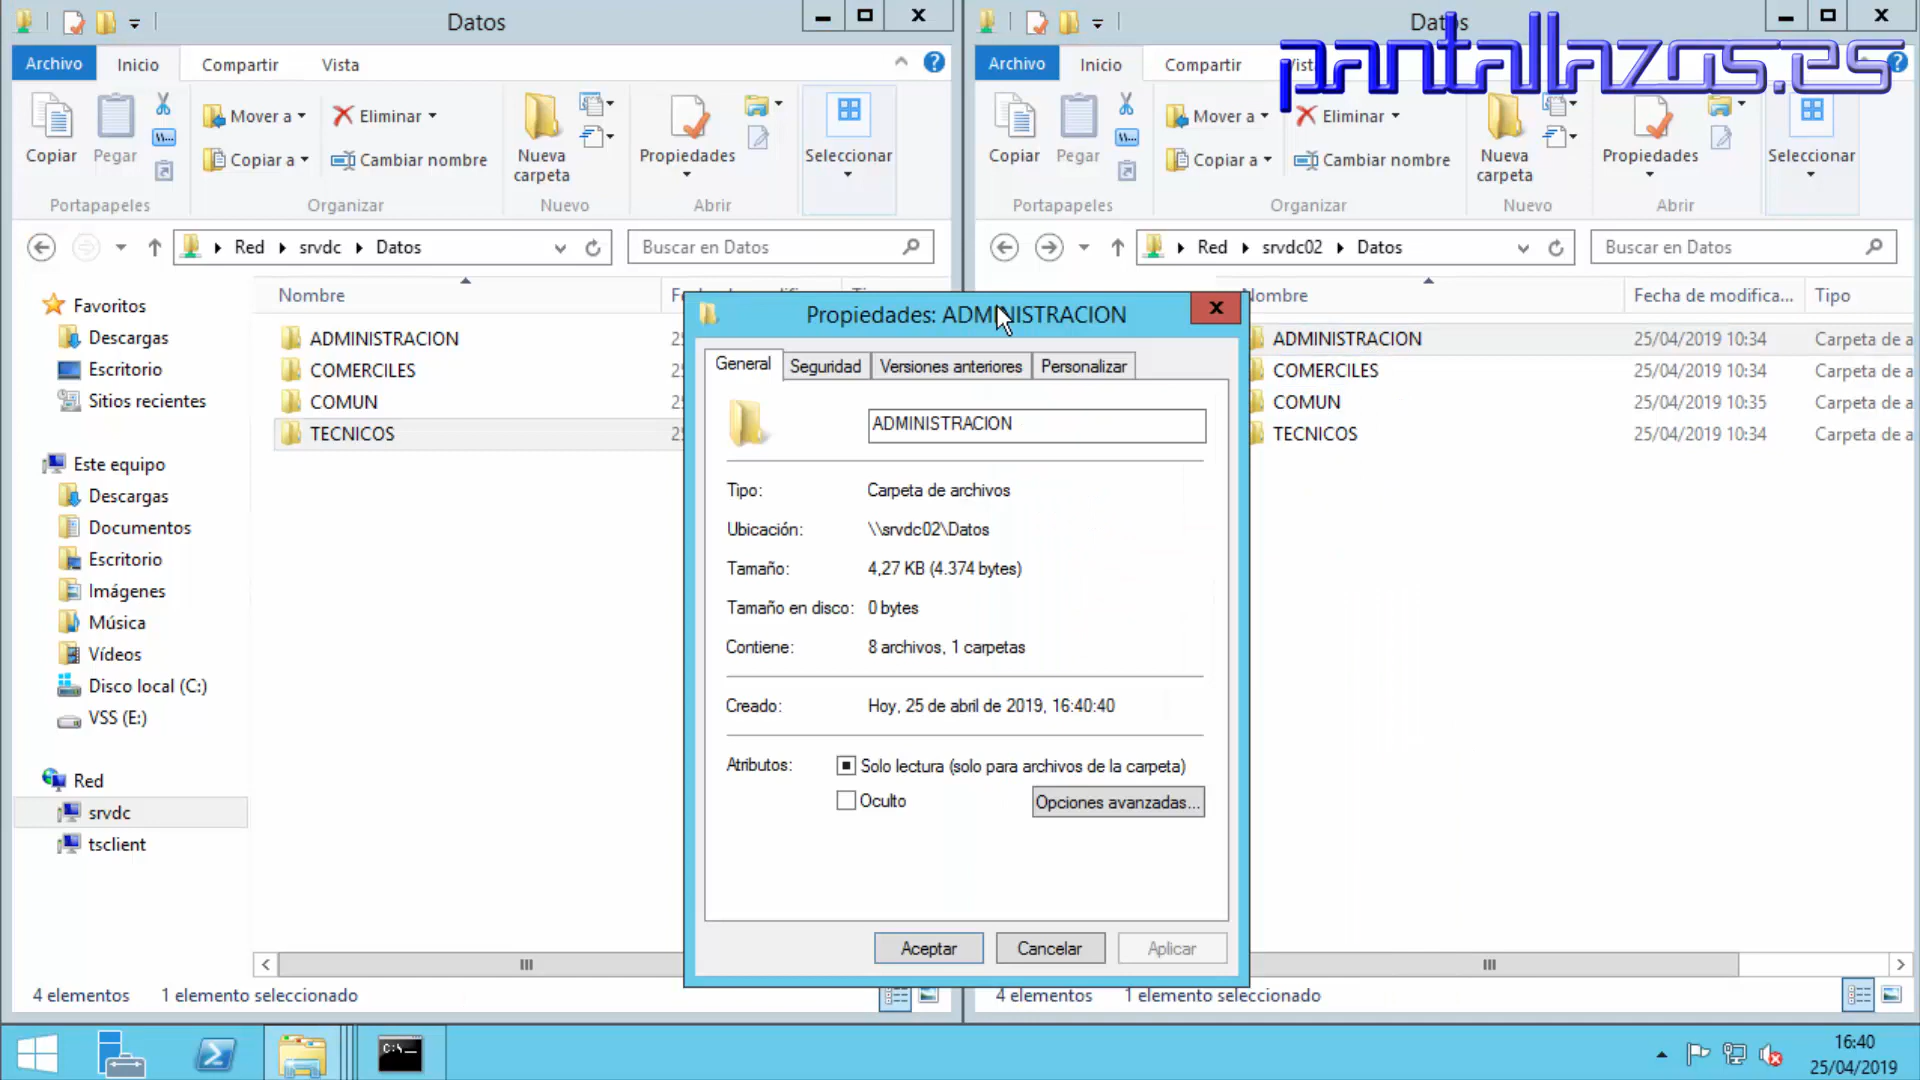 Datos
Archivo
Inicio
Compartir
Vista
Copiar
Pegar
Mover a
Copiar a
Eliminar
Cambiar nombre
Nueva
carpeta
Propiedades
Seleccionar
Portapapeles
Organizar
Nuevo
Abrir
Red
srvdc
Datos
Buscar en Datos
Nombre
Favoritos
Descargas
Escritorio
Sitios recientes
Este equipo
Descargas
Documentos
Escritorio
Imágenes
Música
Vídeos
Disco local (C:)
VSS (E:)
Red
srvdc
tsclient
ADMINISTRACION
COMERCILES
COMUN
TECNICOS
4 elementos
1 elemento seleccionado
Propiedades: ADMINISTRACION
General
Seguridad
Versiones anteriores
Personalizar
ADMINISTRACION
Tipo: Carpeta de archivos
Ubicación: \\srvdc02\Datos
Tamaño: 4,27 KB (4.374 bytes)
Tamaño en disco: 0 bytes
Contiene: 8 archivos, 1 carpetas
Creado: Hoy, 25 de abril de 2019, 16:40:40
Atributos: Solo lectura (solo para archivos de la carpeta)
Oculto
Opciones avanzadas...
Aceptar
Cancelar
Aplicar
pantallazos.es
Archivo
Inicio
Compartir
Copiar
Pegar
Mover a
Copiar a
Eliminar
Cambiar nombre
Nueva
carpeta
Propiedades
Seleccionar
Portapapeles
Organizar
Nuevo
Abrir
Red
srvdc02
Datos
Buscar en Datos
Nombre
Fecha de modifica...
Tipo
ADMINISTRACION 25/04/2019 10:34 Carpeta de a
COMERCILES 25/04/2019 10:34 Carpeta de a
COMUN 25/04/2019 10:35 Carpeta de a
TECNICOS 25/04/2019 10:34 Carpeta de a
4 elementos
1 elemento seleccionado
16:40
25/04/2019